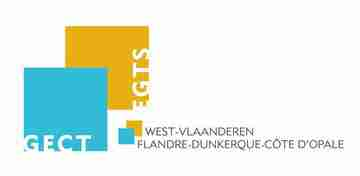 GECT
EGTS
WEST-VLAANDEREN
FLANDRE-DUNKERQUE-CÔTE D'OPALE